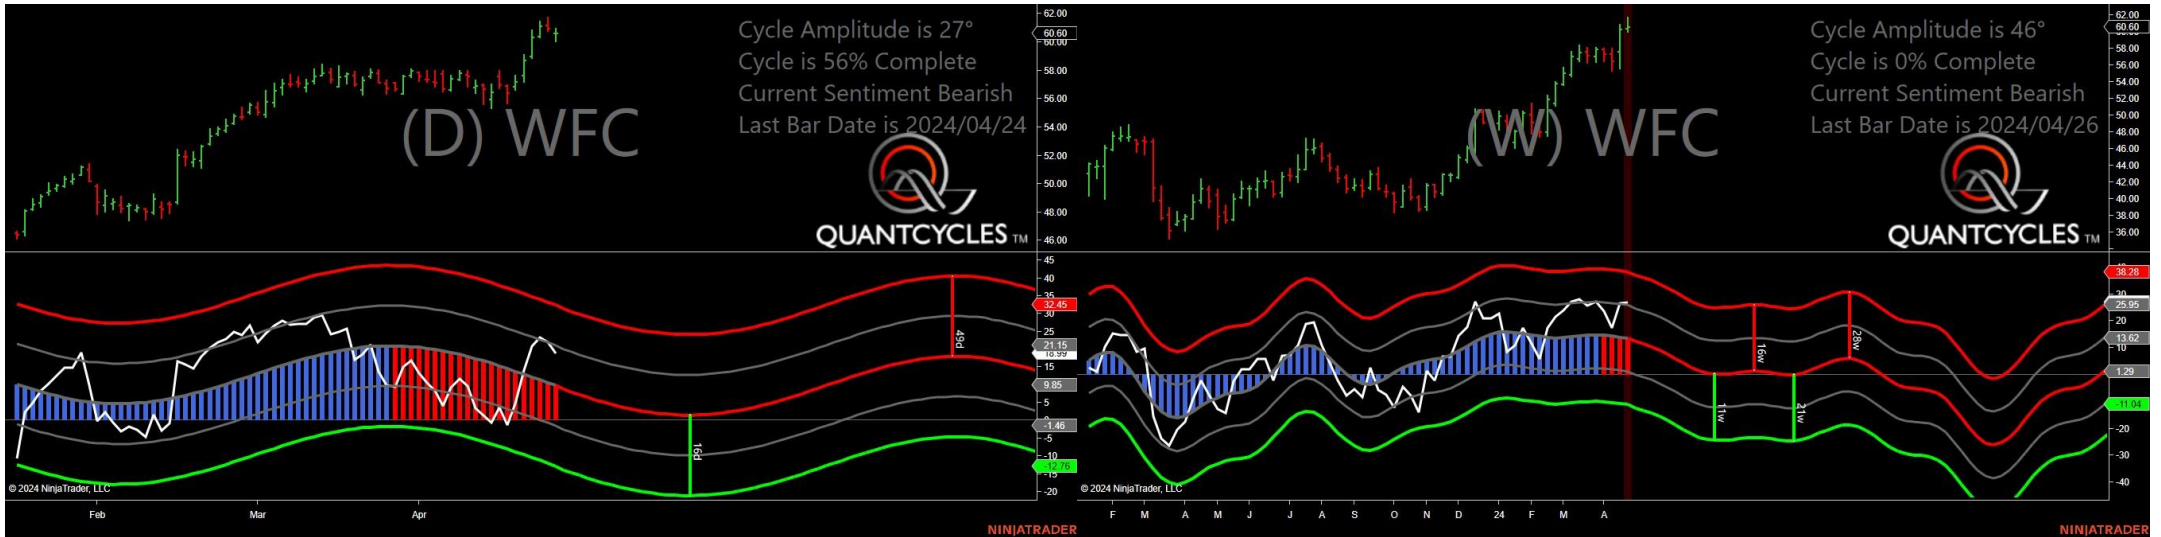 Cycle Amplitude is 27°
Cycle is 56% Complete
Current Sentiment Bearish
Last Bar Date is 2024/04/24
(D) WFC
QUANTCYCLES TM
62.00
60.60
60.00
58.00
56.00
54.00
52.00
50.00
48.00
46.00
45
40
35
32.45
30
25
21.15
18.99
15
9.85
5
0
-1.46
-5
-10
-12.76
-15
-20
49d
16d
© 2024 NinjaTrader, LLC
Feb
Mar
Apr
NINJATRADER
Cycle Amplitude is 46°
Cycle is 0% Complete
Current Sentiment Bearish
Last Bar Date is 2024/04/26
(W) WFC
QUANTCYCLES TM
62.00
60.60
58.00
56.00
54.00
52.00
50.00
48.00
46.00
44.00
42.00
40.00
38.00
36.00
38.28
30
25.95
20
13.62
10
1.29
-11.04
-20
-30
-40
16w
28w
11w
21w
© 2024 NinjaTrader, LLC
F
M
A
M
J
J
A
S
O
N
D
24
F
M
A
NINJATRADER